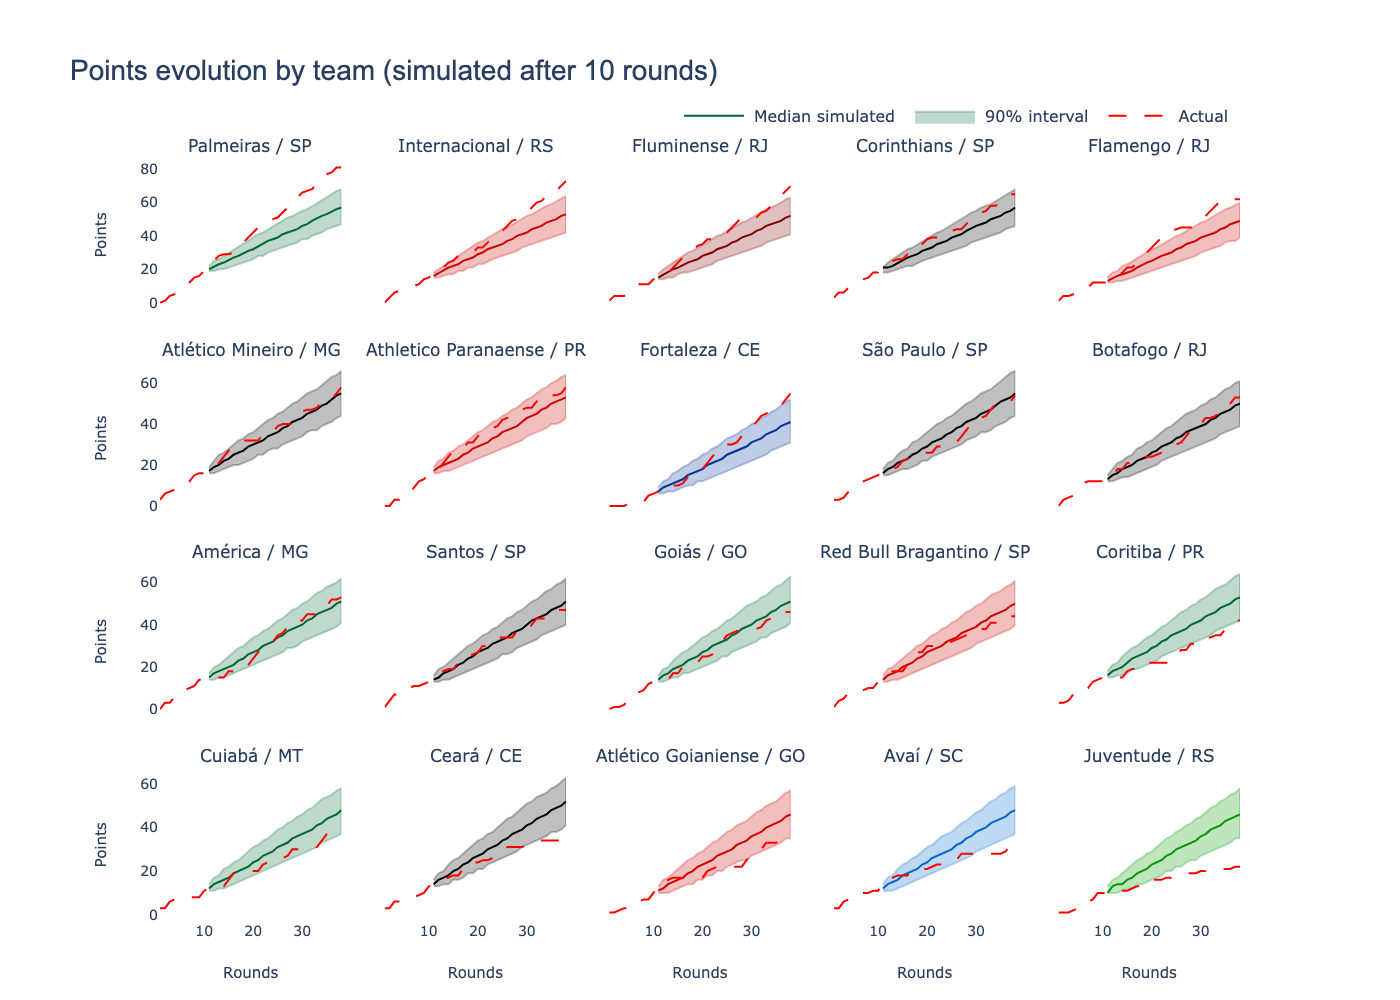 Points evolution by team (simulated after 10 rounds)
Median simulated 90% interval Actual
Palmeiras / SP Internacional / RS Fluminense / RJ Corinthians / SP Flamengo / RJ
80
60
40
20
0
Points
Atlético Mineiro / MG Athletico Paranaense / PR Fortaleza / CE São Paulo / SP Botafogo / RJ
60
40
20
0
Points
América / MG Santos / SP Goiás / GO Red Bull Bragantino / SP Coritiba / PR
60
40
20
0
Points
Cuiabá / MT Ceará / CE Atlético Goianiense / GO Avaí / SC Juventude / RS
60
40
20
0
Points
10 20 30 10 20 30 10 20 30 10 20 30 10 20 30
Rounds Rounds Rounds Rounds Rounds